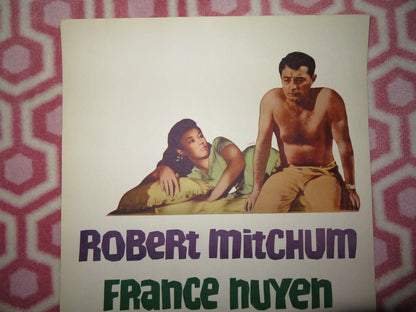 ROBERT MITCHUM
FRANCE NUYEN